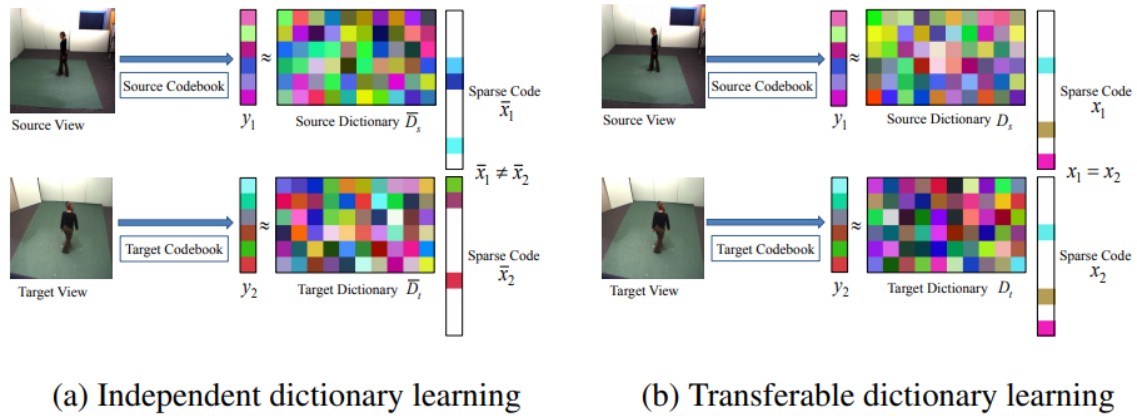 Source View
Source Codebook
y₁
≈
Source Dictionary D̅ₛ
Sparse Code
x̅₁
Target View
Target Codebook
y₂
≈
Target Dictionary D̅ₜ
x̅₁ ≠ x̅₂
Sparse Code
x̅₂
(a) Independent dictionary learning
Source View
Source Codebook
y₁
≈
Source Dictionary Dₛ
Sparse Code
x₁
Target View
Target Codebook
y₂
≈
Target Dictionary Dₜ
x₁ = x₂
Sparse Code
x₂
(b) Transferable dictionary learning